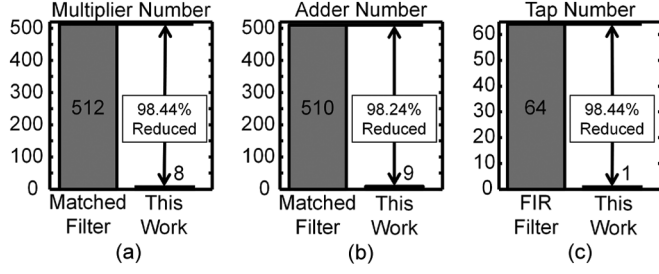 Multiplier Number
500
400
300
200
100
0
512
98.44%
Reduced
8
Matched
Filter
This
Work
(a)
Adder Number
500
400
300
200
100
0
510
98.24%
Reduced
9
Matched
Filter
This
Work
(b)
Tap Number
60
50
40
30
20
10
0
64
98.44%
Reduced
1
FIR
Filter
This
Work
(c)